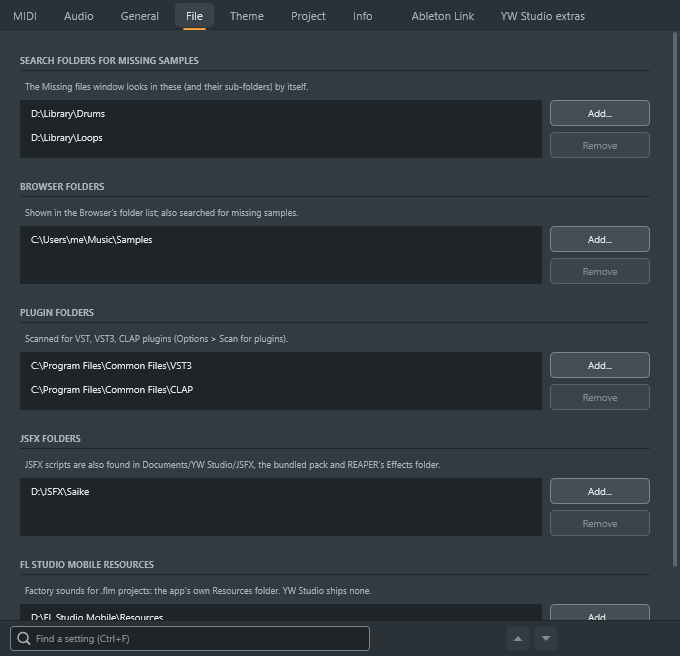 MIDI Audio General File Theme Project Info Ableton Link YW Studio extras
SEARCH FOLDERS FOR MISSING SAMPLES
The Missing files window looks in these (and their sub-folders) by itself.
D:\Library\Drums
Add...
D:\Library\Loops
Remove
BROWSER FOLDERS
Shown in the Browser's folder list; also searched for missing samples.
C:\Users\me\Music\Samples
Add...
Remove
PLUGIN FOLDERS
Scanned for VST, VST3, CLAP plugins (Options > Scan for plugins).
C:\Program Files\Common Files\VST3
Add...
C:\Program Files\Common Files\CLAP
Remove
JSFX FOLDERS
JSFX scripts are also found in Documents/YW Studio/JSFX, the bundled pack and REAPER's Effects folder.
D:\JSFX\Saike
Add...
Remove
FL STUDIO MOBILE RESOURCES
Factory sounds for .flm projects: the app's own Resources folder. YW Studio ships none.
D:\FL Studio Mobile\Resources
Add...
Find a setting (Ctrl+F)